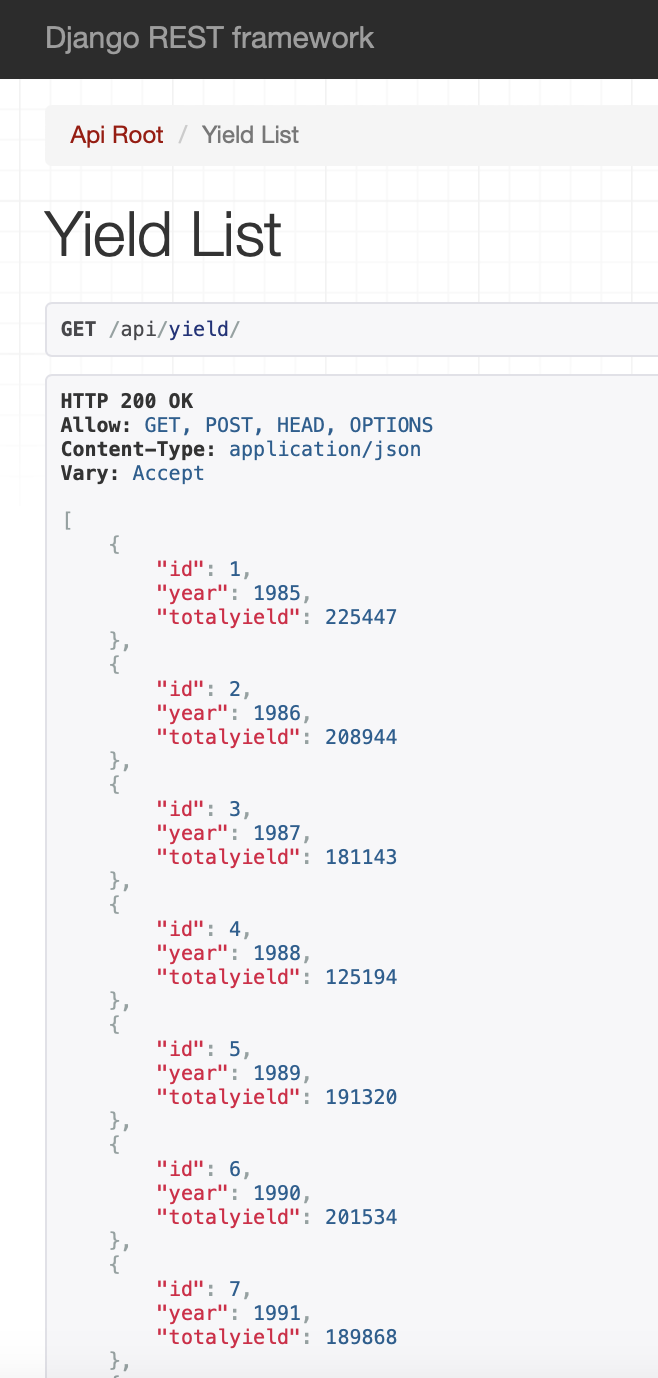 Django REST framework
Api Root / Yield List
Yield List
GET /api/yield/
HTTP 200 OK
Allow: GET, POST, HEAD, OPTIONS
Content-Type: application/json
Vary: Accept
[
    {
        "id": 1,
        "year": 1985,
        "totalyield": 225447
    },
    {
        "id": 2,
        "year": 1986,
        "totalyield": 208944
    },
    {
        "id": 3,
        "year": 1987,
        "totalyield": 181143
    },
    {
        "id": 4,
        "year": 1988,
        "totalyield": 125194
    },
    {
        "id": 5,
        "year": 1989,
        "totalyield": 191320
    },
    {
        "id": 6,
        "year": 1990,
        "totalyield": 201534
    },
    {
        "id": 7,
        "year": 1991,
        "totalyield": 189868
    },
    {